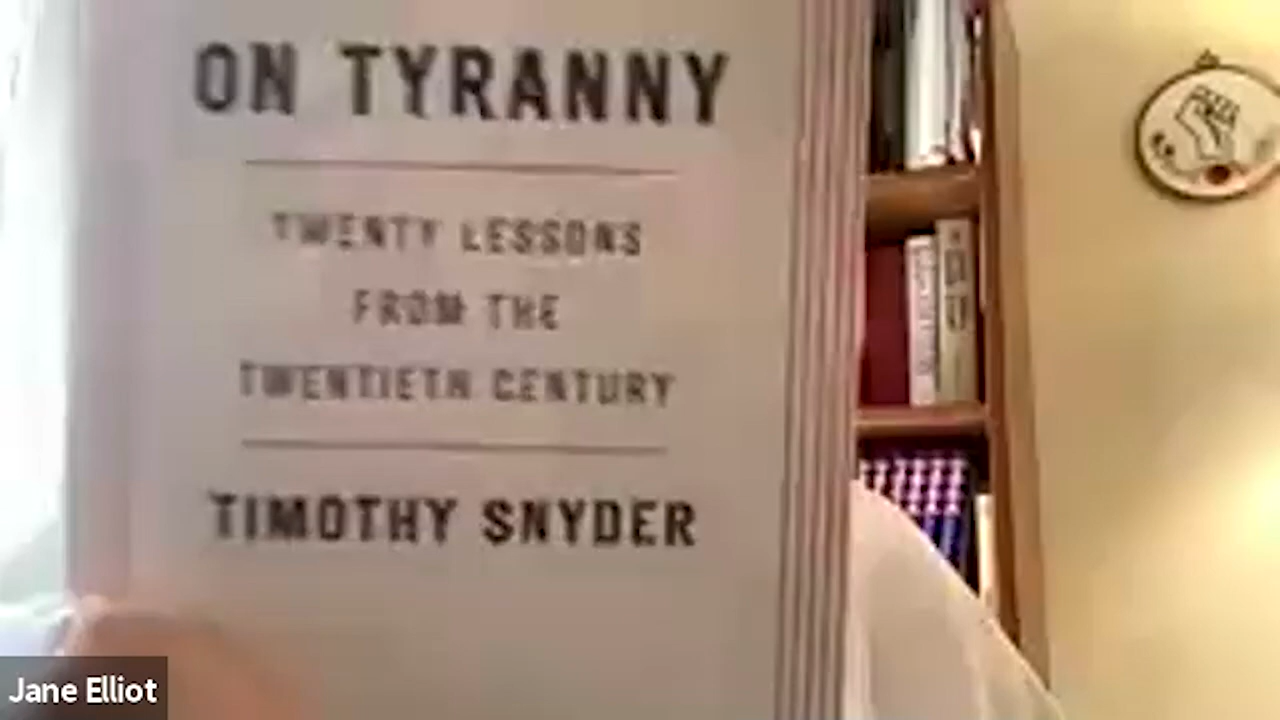 ON TYRANNY
TWENTY LESSONS
FROM THE
TWENTIETH CENTURY
TIMOTHY SNYDER
Jane Elliot